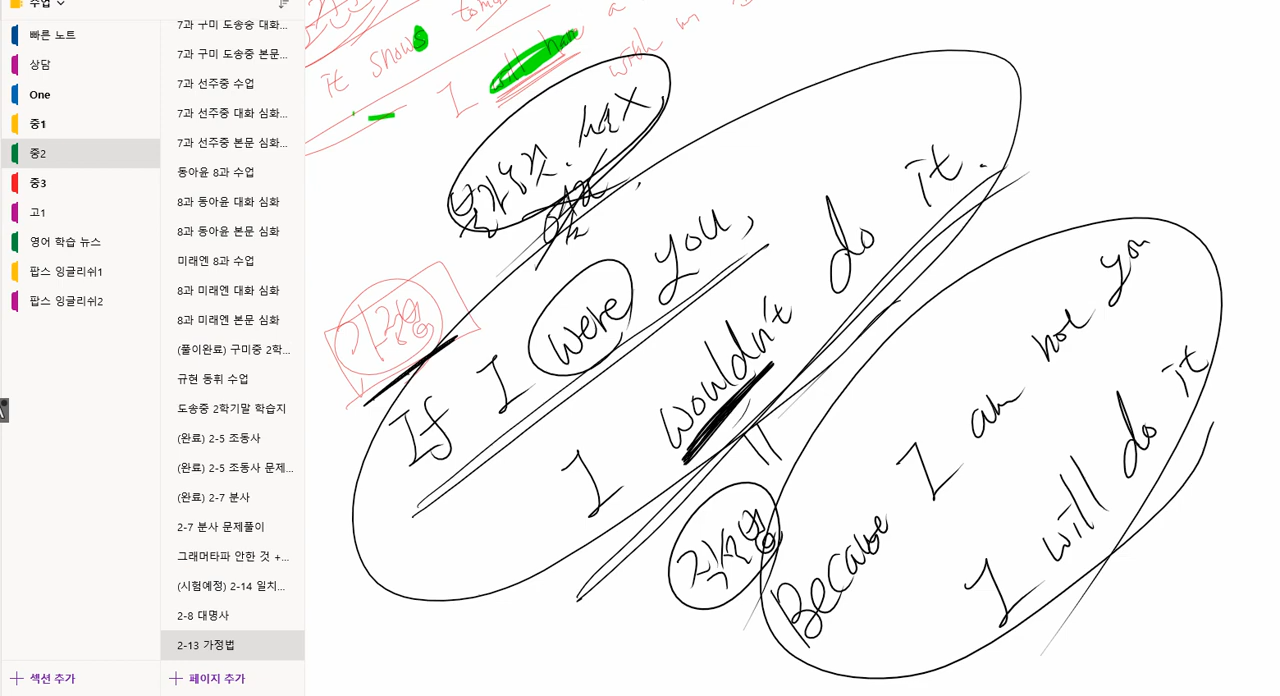 수업
빠른 노트
상담
One
중1
중2
중3
고1
영어 학습 뉴스
팝스 잉글리쉬1
팝스 잉글리쉬2
섹션 추가
7과 구미 도송중 대화...
7과 구미 도송중 본문...
7과 선주중 수업
7과 선주중 대화 심화...
7과 선주중 본문 심화...
동아윤 8과 수업
8과 동아윤 대화 심화
8과 동아윤 본문 심화
미래엔 8과 수업
8과 미래엔 대화 심화
8과 미래엔 본문 심화
(풀이완료) 구미중 2학...
규현 동휘 수업
도송중 2학기말 학습지
(완료) 2-5 조동사
(완료) 2-5 조동사 문제...
(완료) 2-7 분사
2-7 분사 문제풀이
그래머타파 안한 것 +...
(시험예정) 2-14 일치...
2-8 대명사
2-13 가정법
페이지 추가
it snows
I will have a
with
가정법
If I were you,
I wouldn't do it.
직설법
Because I am not you
I will do it